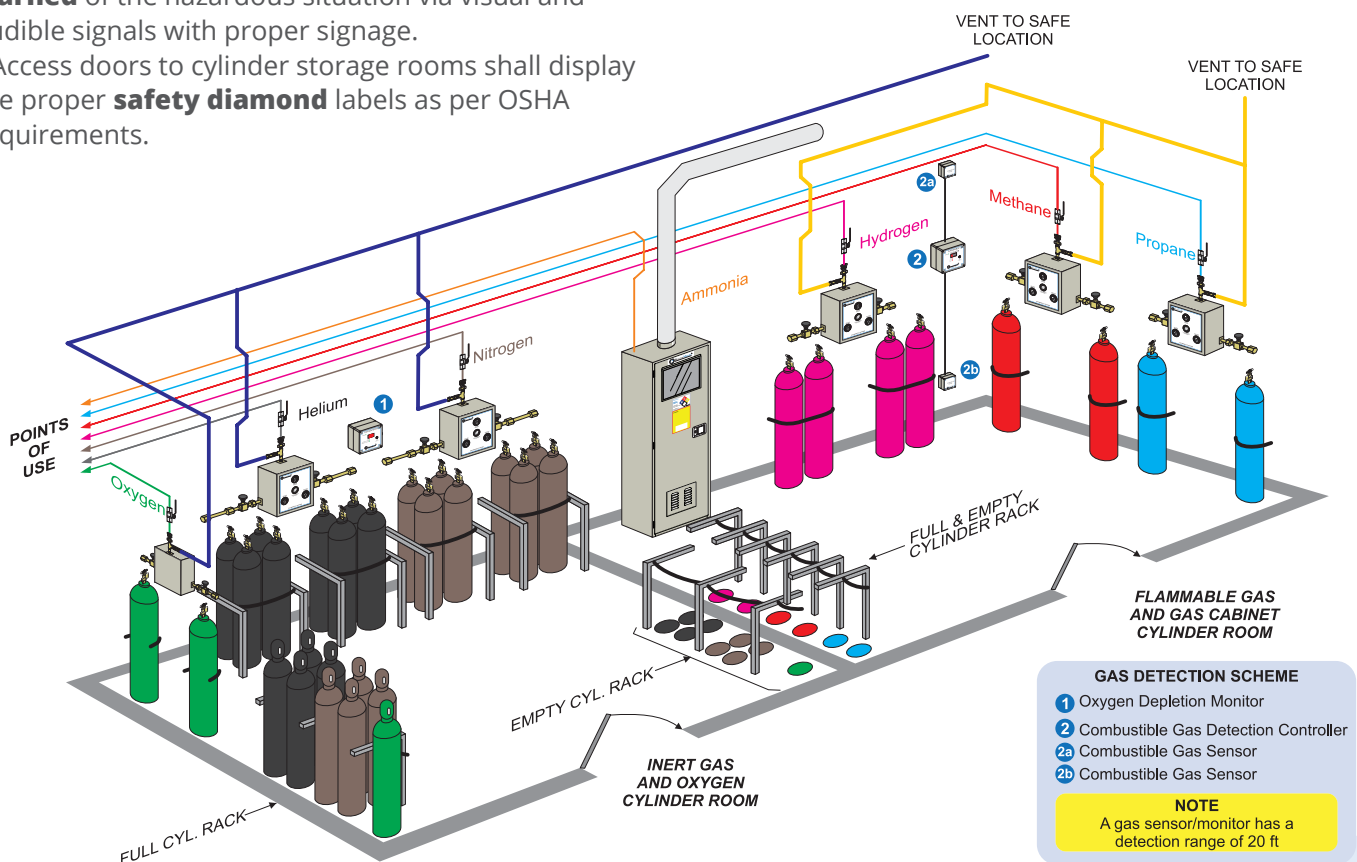 udible signals with proper signage.
Access doors to cylinder storage rooms shall display
proper safety diamond labels as per OSHA
VENT TO SAFE
LOCATION
VENT TO SAFE
LOCATION
2a
Methane
Hydrogen
2
Propane
Ammonia
Nitrogen
2b
Helium
1
POINTS
OF
USE
Oxygen
FULL & EMPTY
CYLINDER RACK
FLAMMABLE GAS
AND GAS CABINET
CYLINDER ROOM
EMPTY CYL. RACK
INERT GAS
AND OXYGEN
CYLINDER ROOM
FULL CYL. RACK
GAS DETECTION SCHEME
1 Oxygen Depletion Monitor
2 Combustible Gas Detection Controller
2a Combustible Gas Sensor
2b Combustible Gas Sensor
NOTE
A gas sensor/monitor has a
detection range of 20 ft